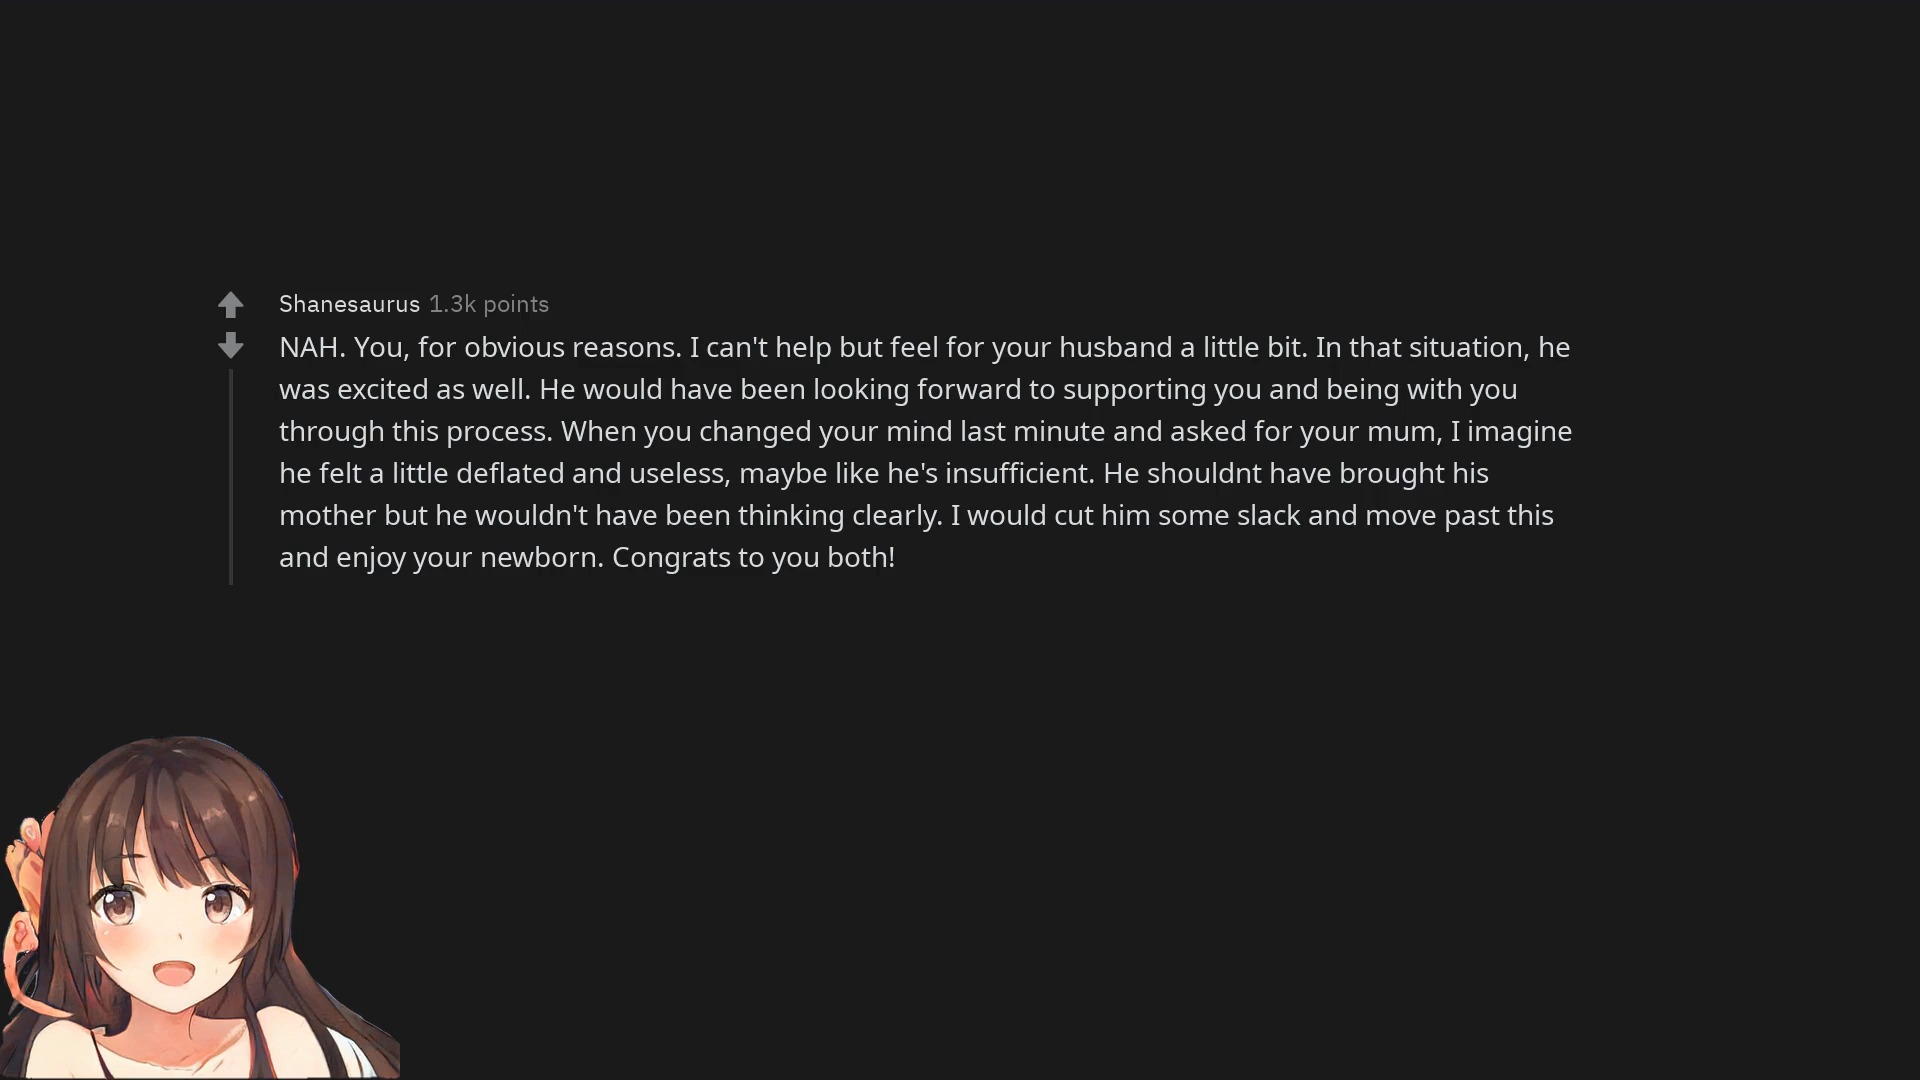 Shanesaurus 1.3k points
NAH. You, for obvious reasons. I can't help but feel for your husband a little bit. In that situation, he
was excited as well. He would have been looking forward to supporting you and being with you
through this process. When you changed your mind last minute and asked for your mum, I imagine
he felt a little deflated and useless, maybe like he's insufficient. He shouldnt have brought his
mother but he wouldn't have been thinking clearly. I would cut him some slack and move past this
and enjoy your newborn. Congrats to you both!